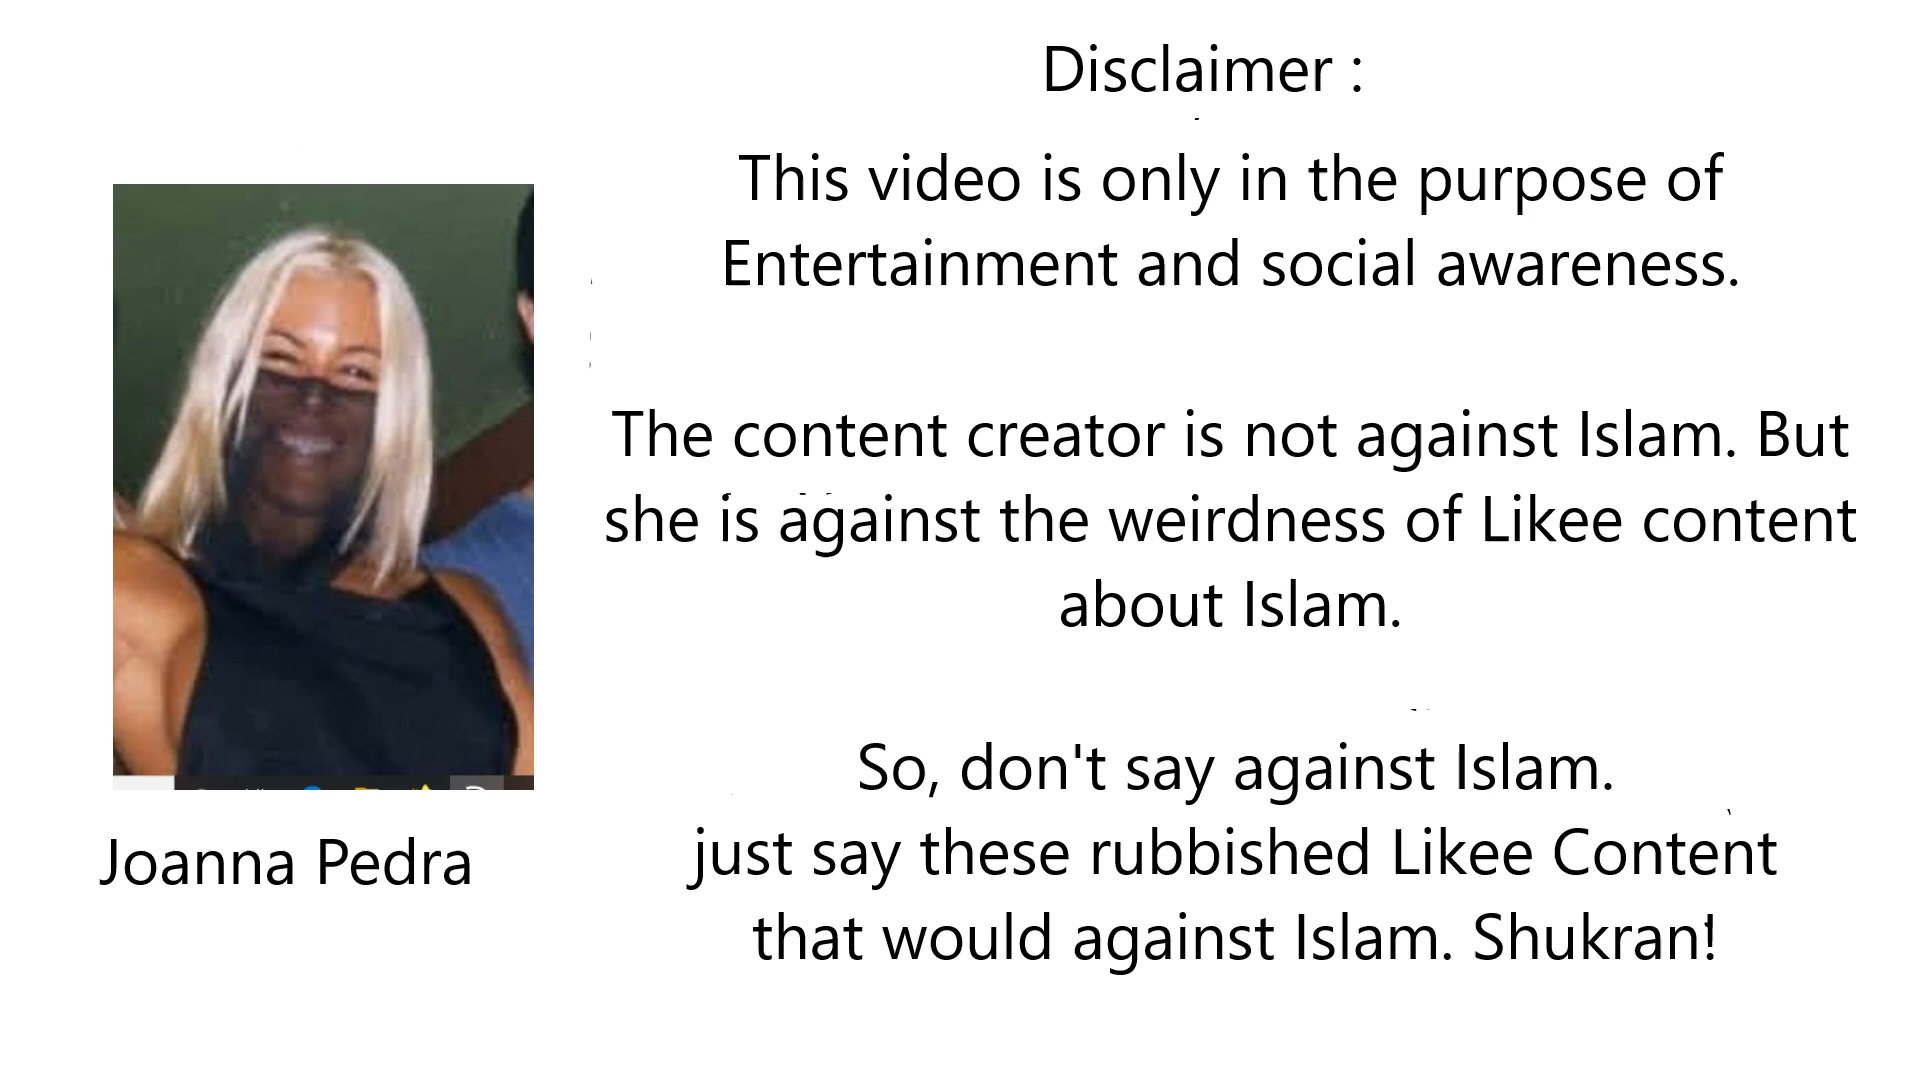 Disclaimer :
This video is only in the purpose of
Entertainment and social awareness.
The content creator is not against Islam. But
she is against the weirdness of Likee content
about Islam.
So, don't say against Islam.
just say these rubbished Likee Content
that would against Islam. Shukran!
Joanna Pedra